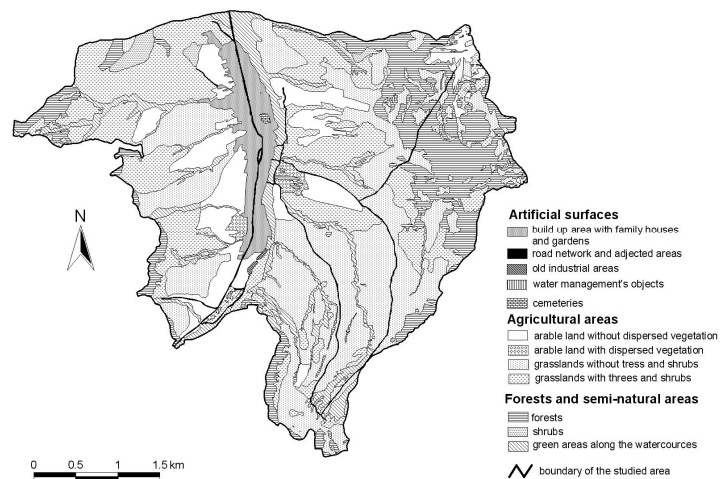 N
Artificial surfaces
build up area with family houses
and gardens
road network and adjected areas
old industrial areas
water management's objects
cemeteries
Agricultural areas
arable land without dispersed vegetation
arable land with dispersed vegetation
grasslands without tress and shrubs
grasslands with threes and shrubs
Forests and semi-natural areas
forests
shrubs
green areas along the watercources
boundary of the studied area
0 0.5 1 1.5 km